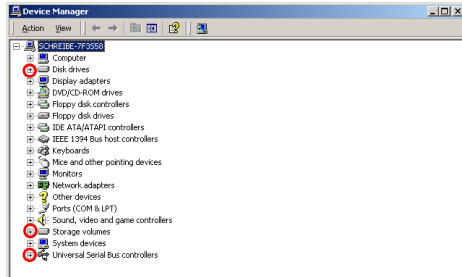 Device Manager
Action View
SCHREIBE-7F3S58
Computer
Disk drives
Display adapters
DVD/CD-ROM drives
Floppy disk controllers
Floppy disk drives
IDE ATA/ATAPI controllers
IEEE 1394 Bus host controllers
Keyboards
Mice and other pointing devices
Monitors
Network adapters
Other devices
Ports (COM & LPT)
Sound, video and game controllers
Storage volumes
System devices
Universal Serial Bus controllers